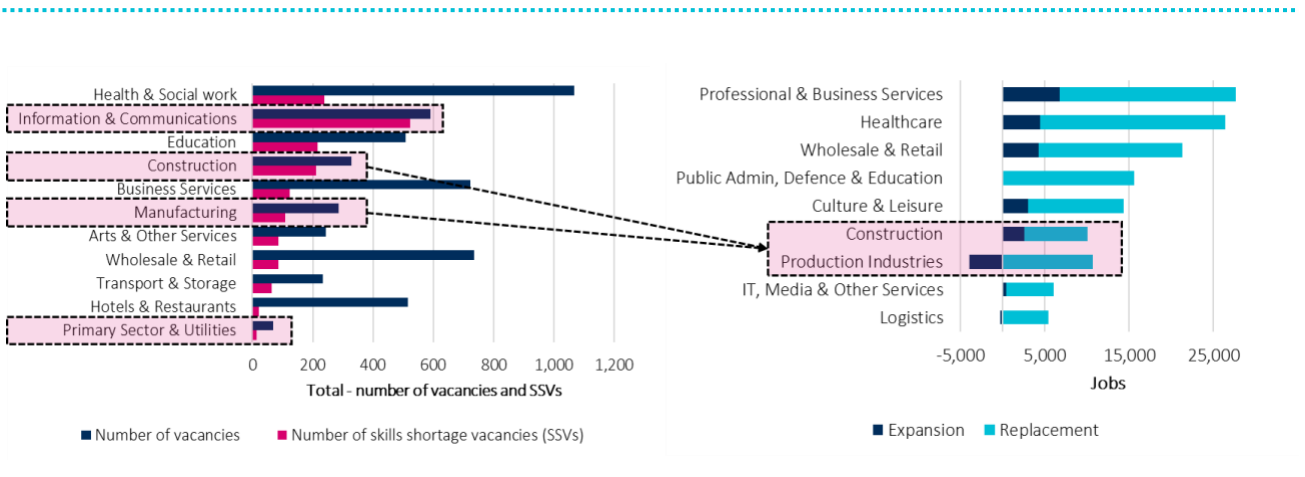 Health & Social work
Information & Communications
Education
Construction
Business Services
Manufacturing
Arts & Other Services
Wholesale & Retail
Transport & Storage
Hotels & Restaurants
Primary Sector & Utilities
0 200 400 600 800 1,000 1,200
Total - number of vacancies and SSVs
Number of vacancies
Number of skills shortage vacancies (SSVs)
Professional & Business Services
Healthcare
Wholesale & Retail
Public Admin, Defence & Education
Culture & Leisure
Construction
Production Industries
IT, Media & Other Services
Logistics
-5,000 5,000 15,000 25,000
Jobs
Expansion
Replacement